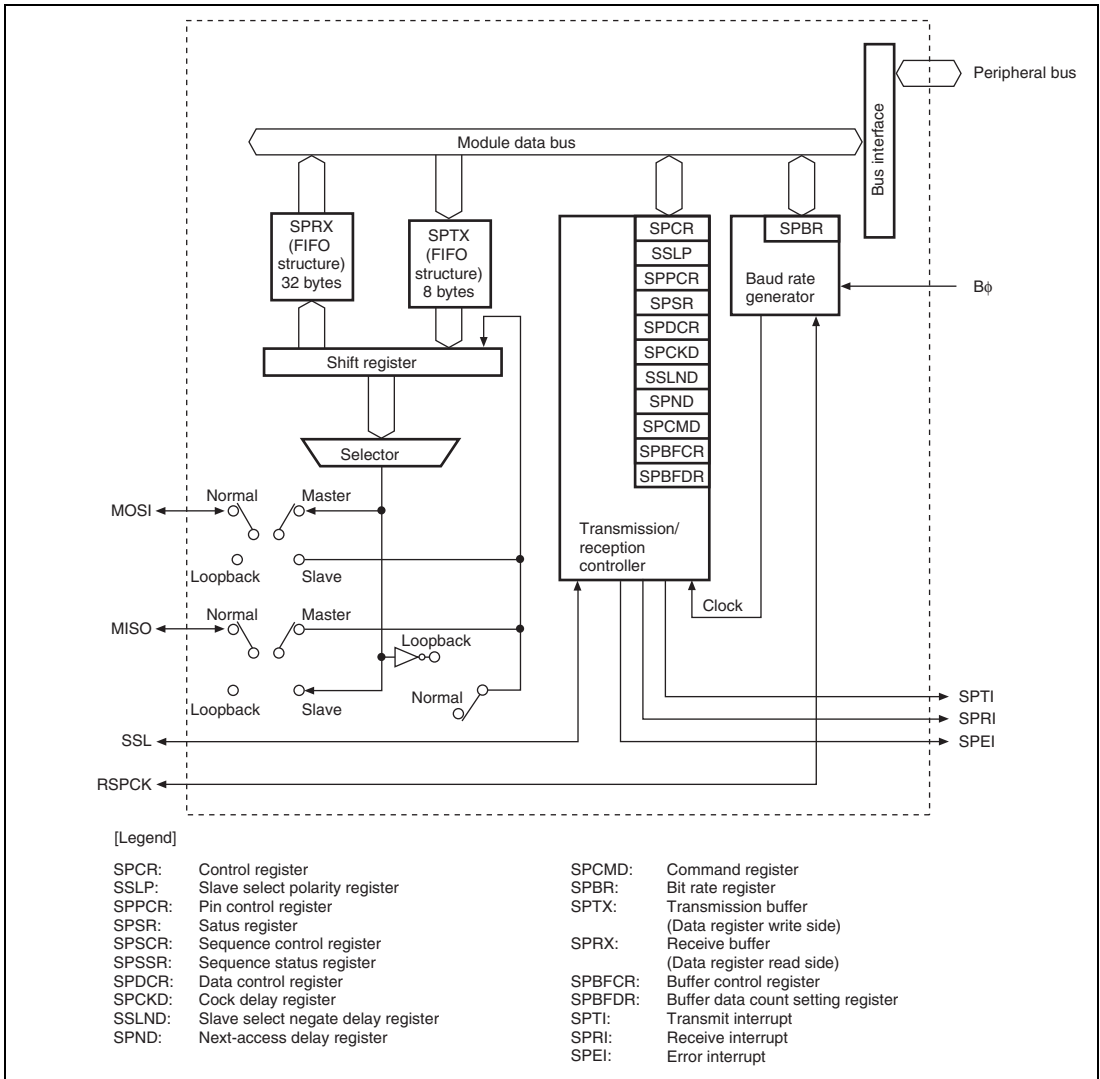 Peripheral bus
Bus interface
Module data bus
SPRX
(FIFO
structure)
32 bytes
SPTX
(FIFO
structure)
8 bytes
SPCR
SSLP
SPPCR
SPSR
SPDCR
SPCKD
SSLND
SPND
SPCMD
SPBFCR
SPBFDR
Transmission/
reception
controller
SPBR
Baud rate
generator
Bϕ
Shift register
Selector
MOSI
Normal
Master
Loopback
Slave
MISO
Normal
Master
Loopback
Loopback
Slave
Normal
Clock
SSL
RSPCK
SPTI
SPRI
SPEI
[Legend]
SPCR: Control register
SSLP: Slave select polarity register
SPPCR: Pin control register
SPSR: Satus register
SPSCR: Sequence control register
SPSSR: Sequence status register
SPDCR: Data control register
SPCKD: Cock delay register
SSLND: Slave select negate delay register
SPND: Next-access delay register
SPCMD: Command register
SPBR: Bit rate register
SPTX: Transmission buffer
(Data register write side)
SPRX: Receive buffer
(Data register read side)
SPBFCR: Buffer control register
SPBFDR: Buffer data count setting register
SPTI: Transmit interrupt
SPRI: Receive interrupt
SPEI: Error interrupt